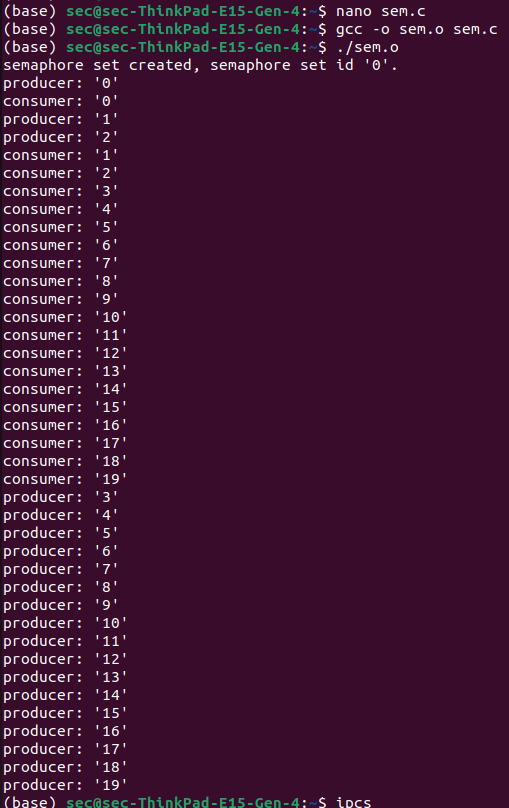 (base) sec@sec-ThinkPad-E15-Gen-4:~$ nano sem.c
(base) sec@sec-ThinkPad-E15-Gen-4:~$ gcc -o sem.o sem.c
(base) sec@sec-ThinkPad-E15-Gen-4:~$ ./sem.o
semaphore set created, semaphore set id '0'.
producer: '0'
consumer: '0'
producer: '1'
producer: '2'
consumer: '1'
consumer: '2'
consumer: '3'
consumer: '4'
consumer: '5'
consumer: '6'
consumer: '7'
consumer: '8'
consumer: '9'
consumer: '10'
consumer: '11'
consumer: '12'
consumer: '13'
consumer: '14'
consumer: '15'
consumer: '16'
consumer: '17'
consumer: '18'
consumer: '19'
producer: '3'
producer: '4'
producer: '5'
producer: '6'
producer: '7'
producer: '8'
producer: '9'
producer: '10'
producer: '11'
producer: '12'
producer: '13'
producer: '14'
producer: '15'
producer: '16'
producer: '17'
producer: '18'
producer: '19'
(base) sec@sec-ThinkPad-E15-Gen-4:~$ ipcs